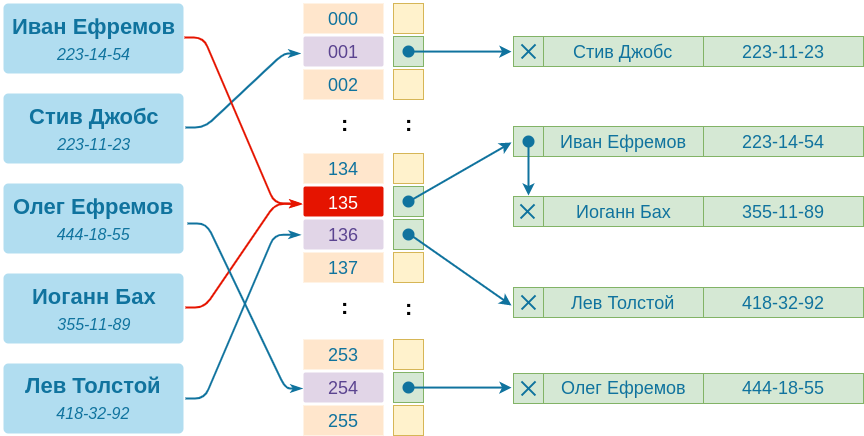 Иван Ефремов
223-14-54
Стив Джобс
223-11-23
Олег Ефремов
444-18-55
Иоганн Бах
355-11-89
Лев Толстой
418-32-92
000
001
002
:
:
134
135
136
137
:
:
253
254
255
Стив Джобс 223-11-23
Иван Ефремов 223-14-54
Иоганн Бах 355-11-89
Лев Толстой 418-32-92
Олег Ефремов 444-18-55